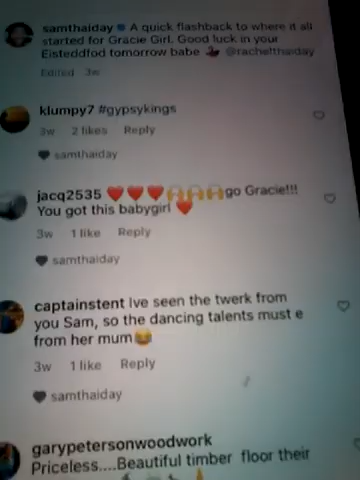 samthaiday A quick flashback to where it all
started for Gracie Girl. Good luck in your
Eisteddfod tomorrow babe @rachelthaiday
Edited 3w
klumpy7 #gypsykings
3w 2 likes Reply
samthaiday
jacq2535 ❤️❤️❤️🙌🙌🙌go Gracie!!!
You got this babygirl ❤️
3w 1 like Reply
samthaiday
captainstent Ive seen the twerk from
you Sam, so the dancing talents must e
from her mum😂
3w 1 like Reply
samthaiday
garypetersonwoodwork
Priceless....Beautiful timber floor their